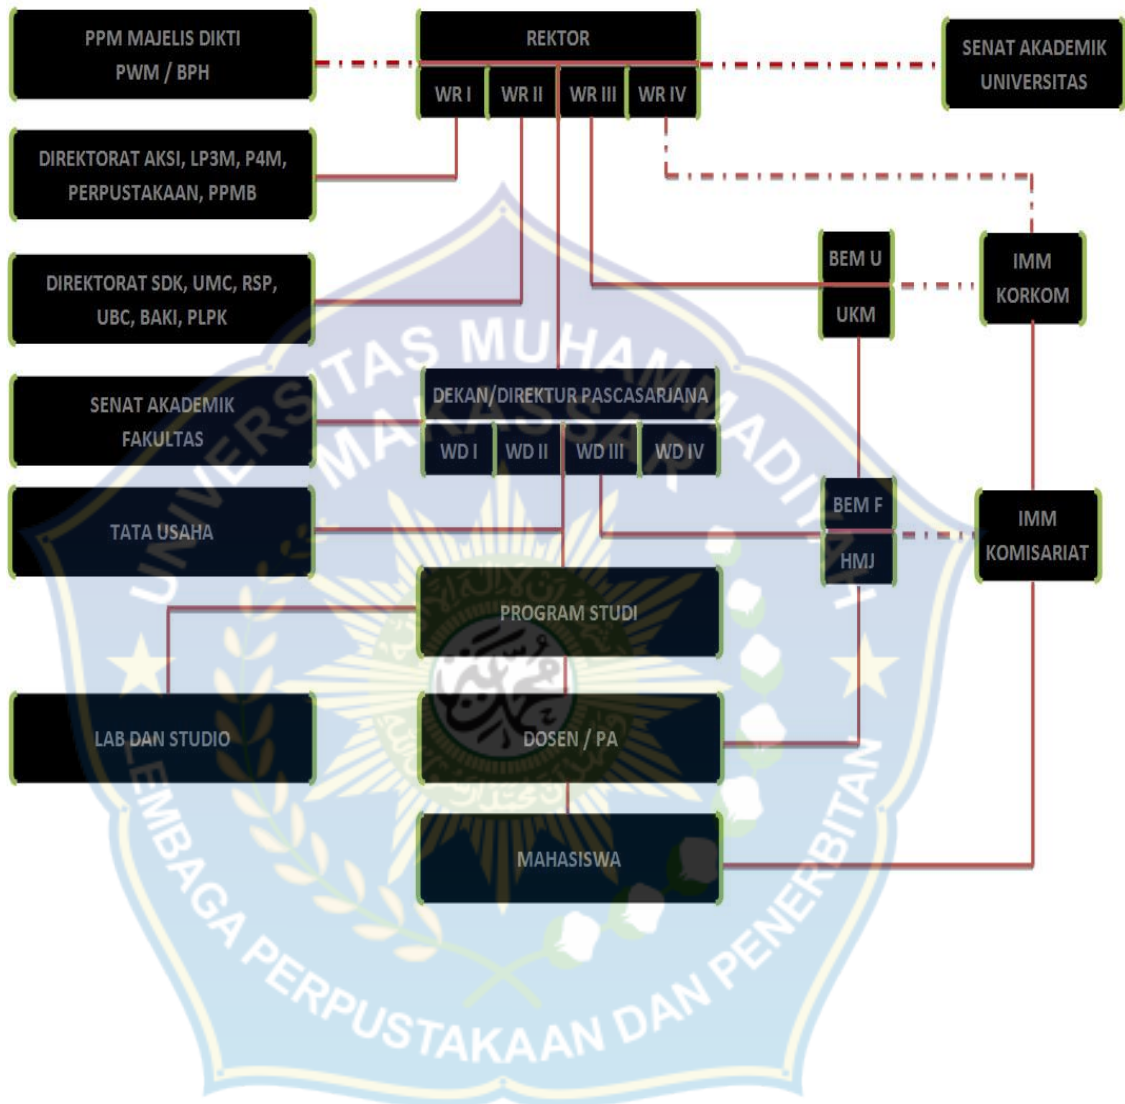 PPM MAJELIS DIKTI
PWM / BPH
REKTOR
WR I
WR II
WR III
WR IV
SENAT AKADEMIK
UNIVERSITAS
DIREKTORAT AKSI, LP3M, P4M,
PERPUSTAKAAN, PPMB
DIREKTORAT SDK, UMC, RSP,
UBC, BAKI, PLPK
BEM U
UKM
IMM
KORKOM
SENAT AKADEMIK
FAKULTAS
DEKAN/DIREKTUR PASCASARJANA
WD I
WD II
WD III
WD IV
TATA USAHA
BEM F
HMJ
IMM
KOMISARIAT
PROGRAM STUDI
LAB DAN STUDIO
DOSEN / PA
MAHASISWA
UNIVERSITAS MUHAMMADIYAH
MAKASSAR
LEMBAGA PERPUSTAKAAN DAN PENERBITAN